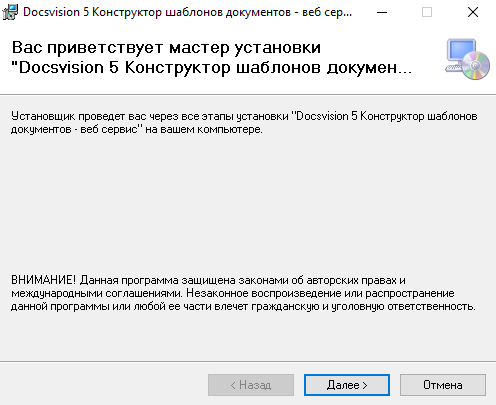 Docsvision 5 Конструктор шаблонов документов - веб сер...
Вас приветствует мастер установки
"Docsvision 5 Конструктор шаблонов докумен...
Установщик проведет вас через все этапы установки "Docsvision 5 Конструктор шаблонов
документов - веб сервис" на вашем компьютере.
ВНИМАНИЕ! Данная программа защищена законами об авторских правах и
международными соглашениями. Незаконное воспроизведение или распространение
данной программы или любой ее части влечет гражданскую и уголовную ответственность.
< Назад
Далее >
Отмена